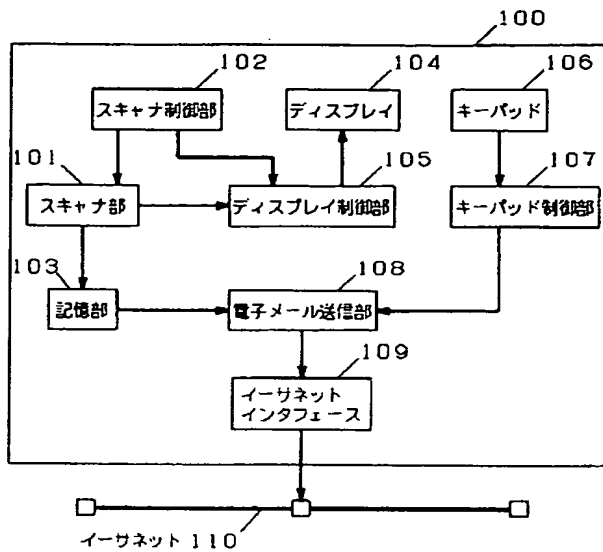 100
102
104
106
スキャナ制御部
ディスプレイ
キーパッド
101
105
107
スキャナ部
ディスプレイ制御部
キーパッド制御部
103
108
記憶部
電子メール送信部
109
イーサネット
インタフェース
イーサネット 110